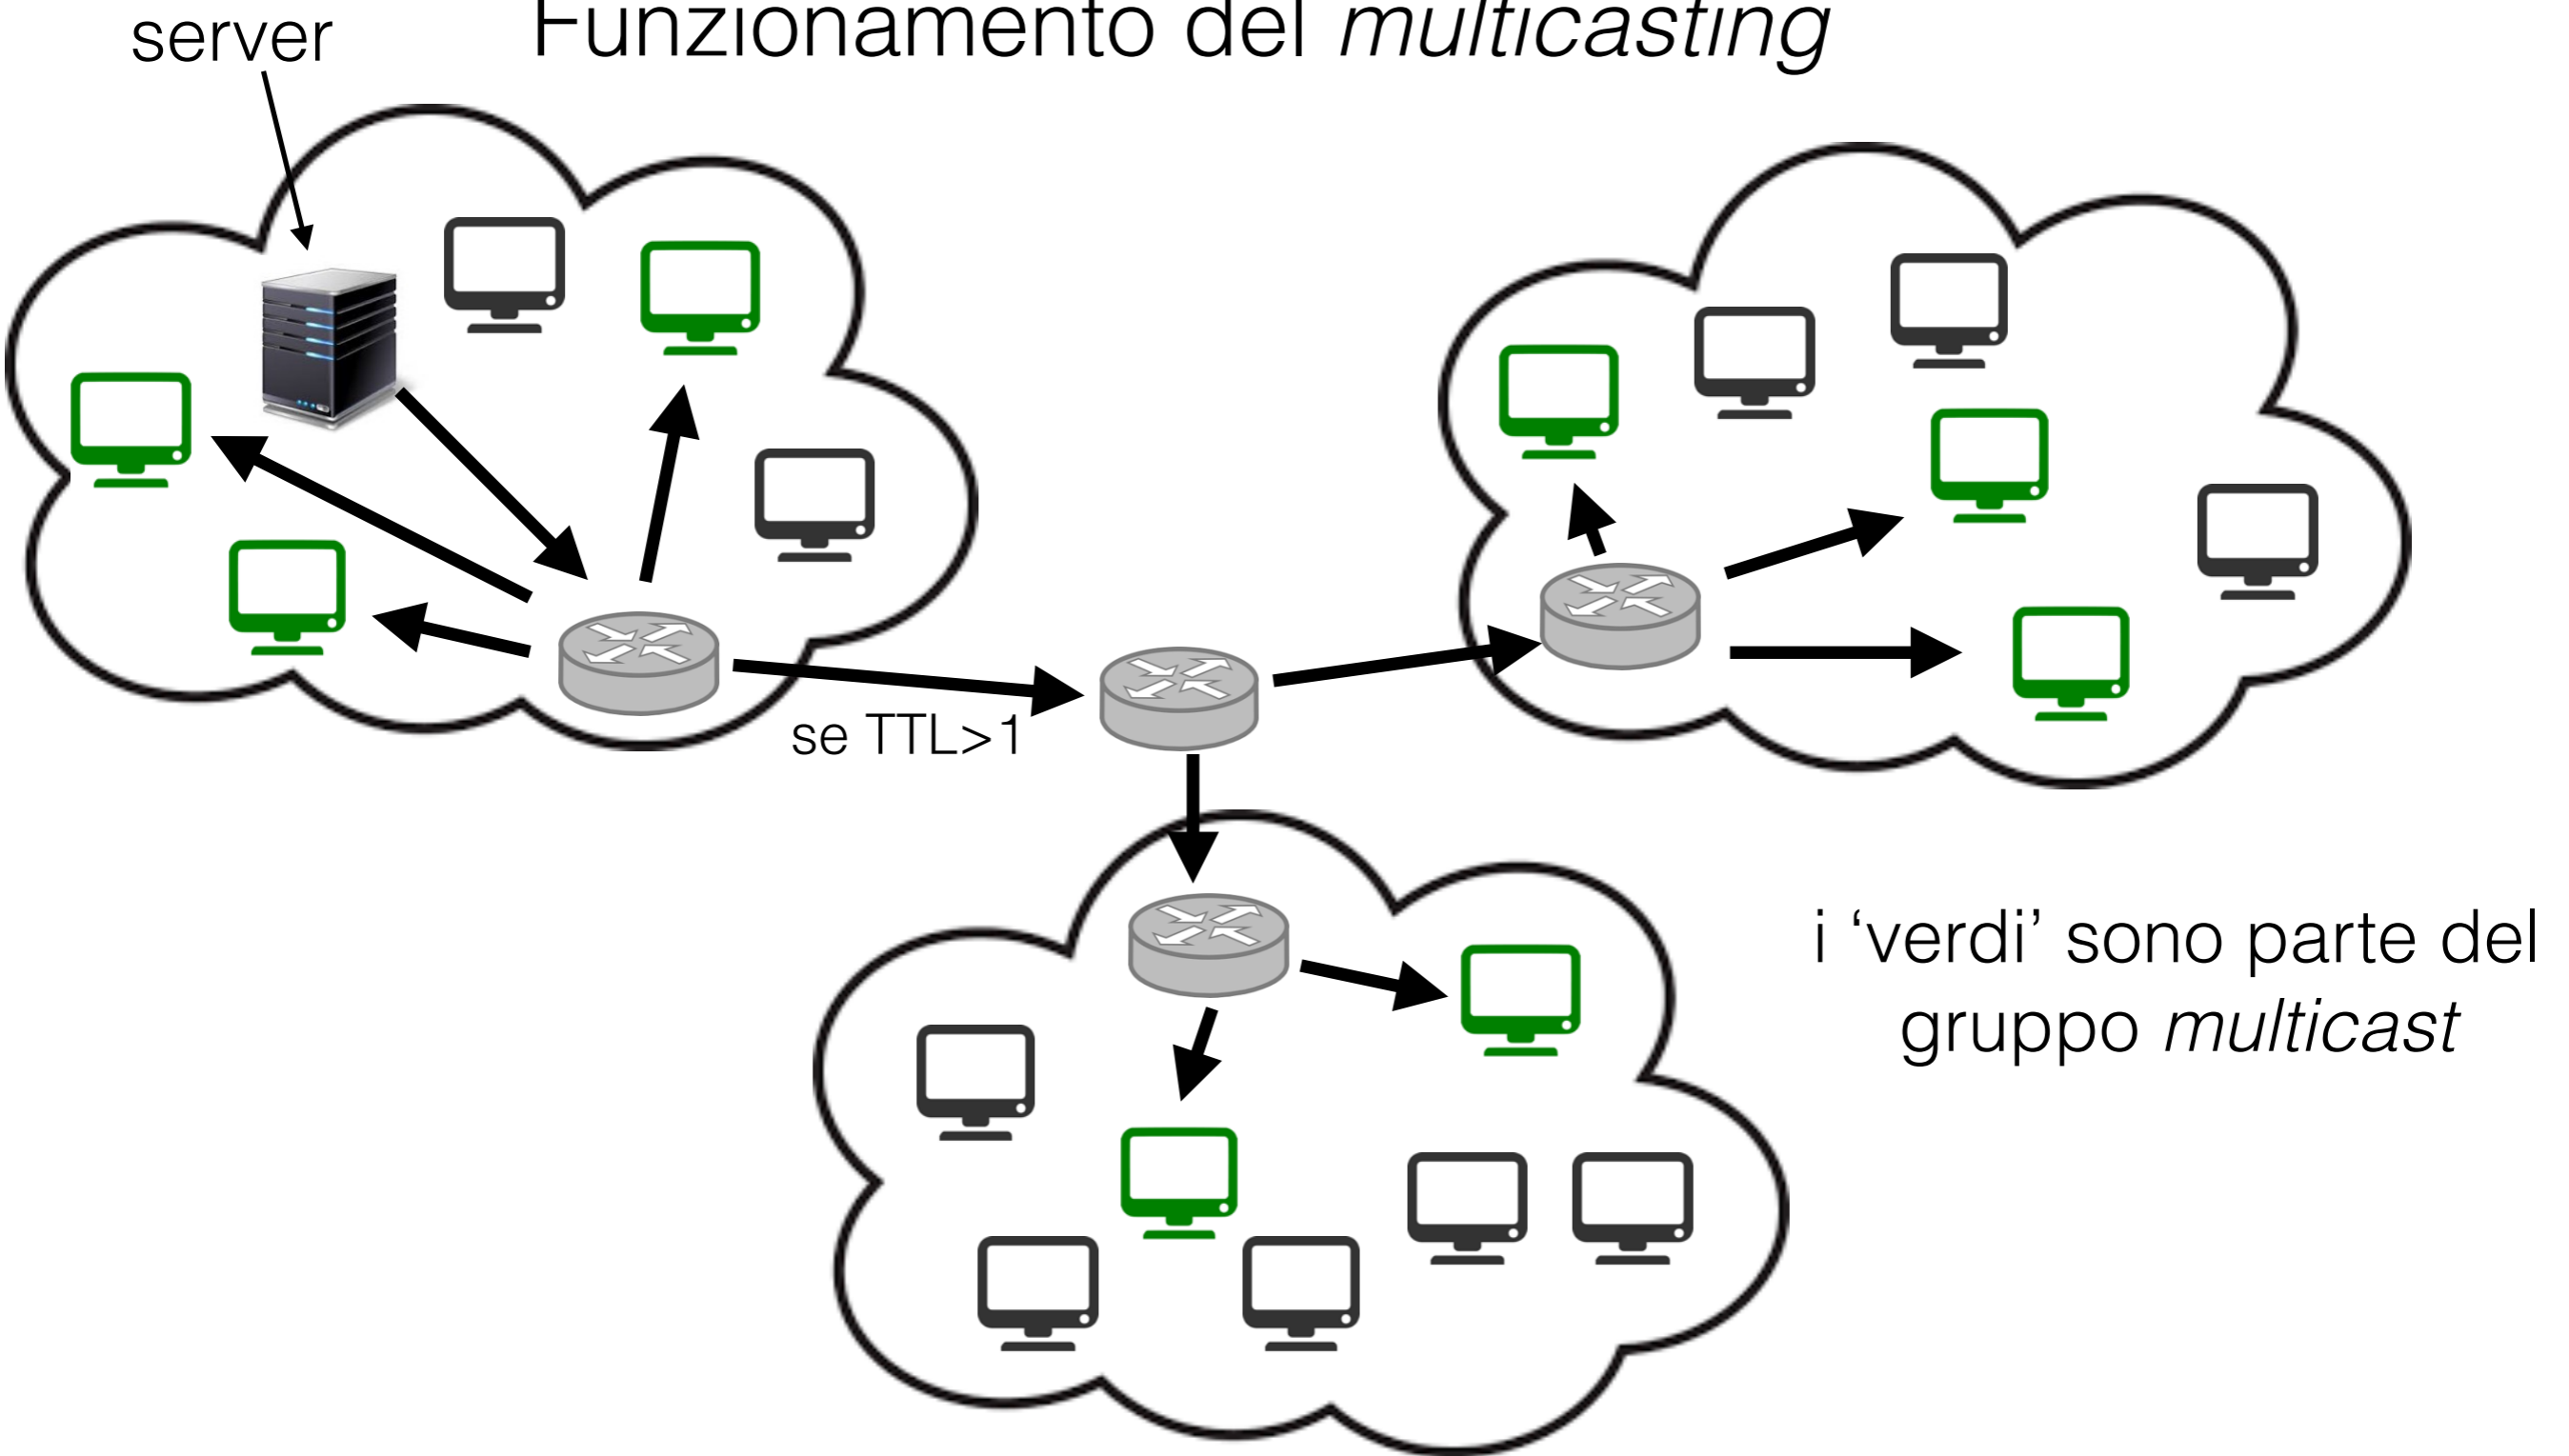 Funzionamento del multicasting
server
se TTL>1
i ‘verdi’ sono parte del
gruppo multicast